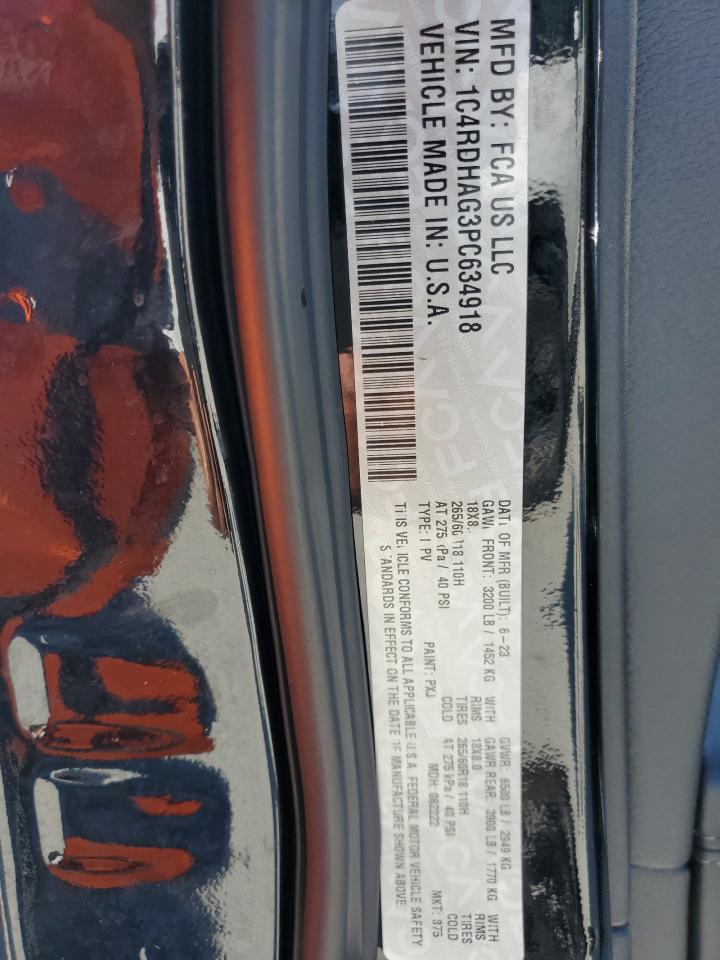 MFD BY: FCA US LLC
VIN: 1C4RDHAG3PC634918
VEHICLE MADE IN: U.S.A.
DATE OF MFR (BUILT): 6-23 GVWR: 6500 LB / 2949 KG
GAWR FRONT: 3200 LB / 1452 KG WITH GAWR REAR: 3900 LB / 1770 KG WITH
18X8. RIMS 18X8.0 RIMS
265/60R18 110H TIRES 265/60R18 110H TIRES
AT 275 kPa / 40 PSI COLD AT 275 kPa / 40 PSI COLD
TYPE: MPV PAINT: PXJ MDH: 062222 MKT:
THIS VEHICLE CONFORMS TO ALL APPLICABLE U.S.A. FEDERAL MOTOR VEHICLE SAFETY
STANDARDS IN EFFECT ON THE DATE OF MANUFACTURE SHOWN ABOVE.